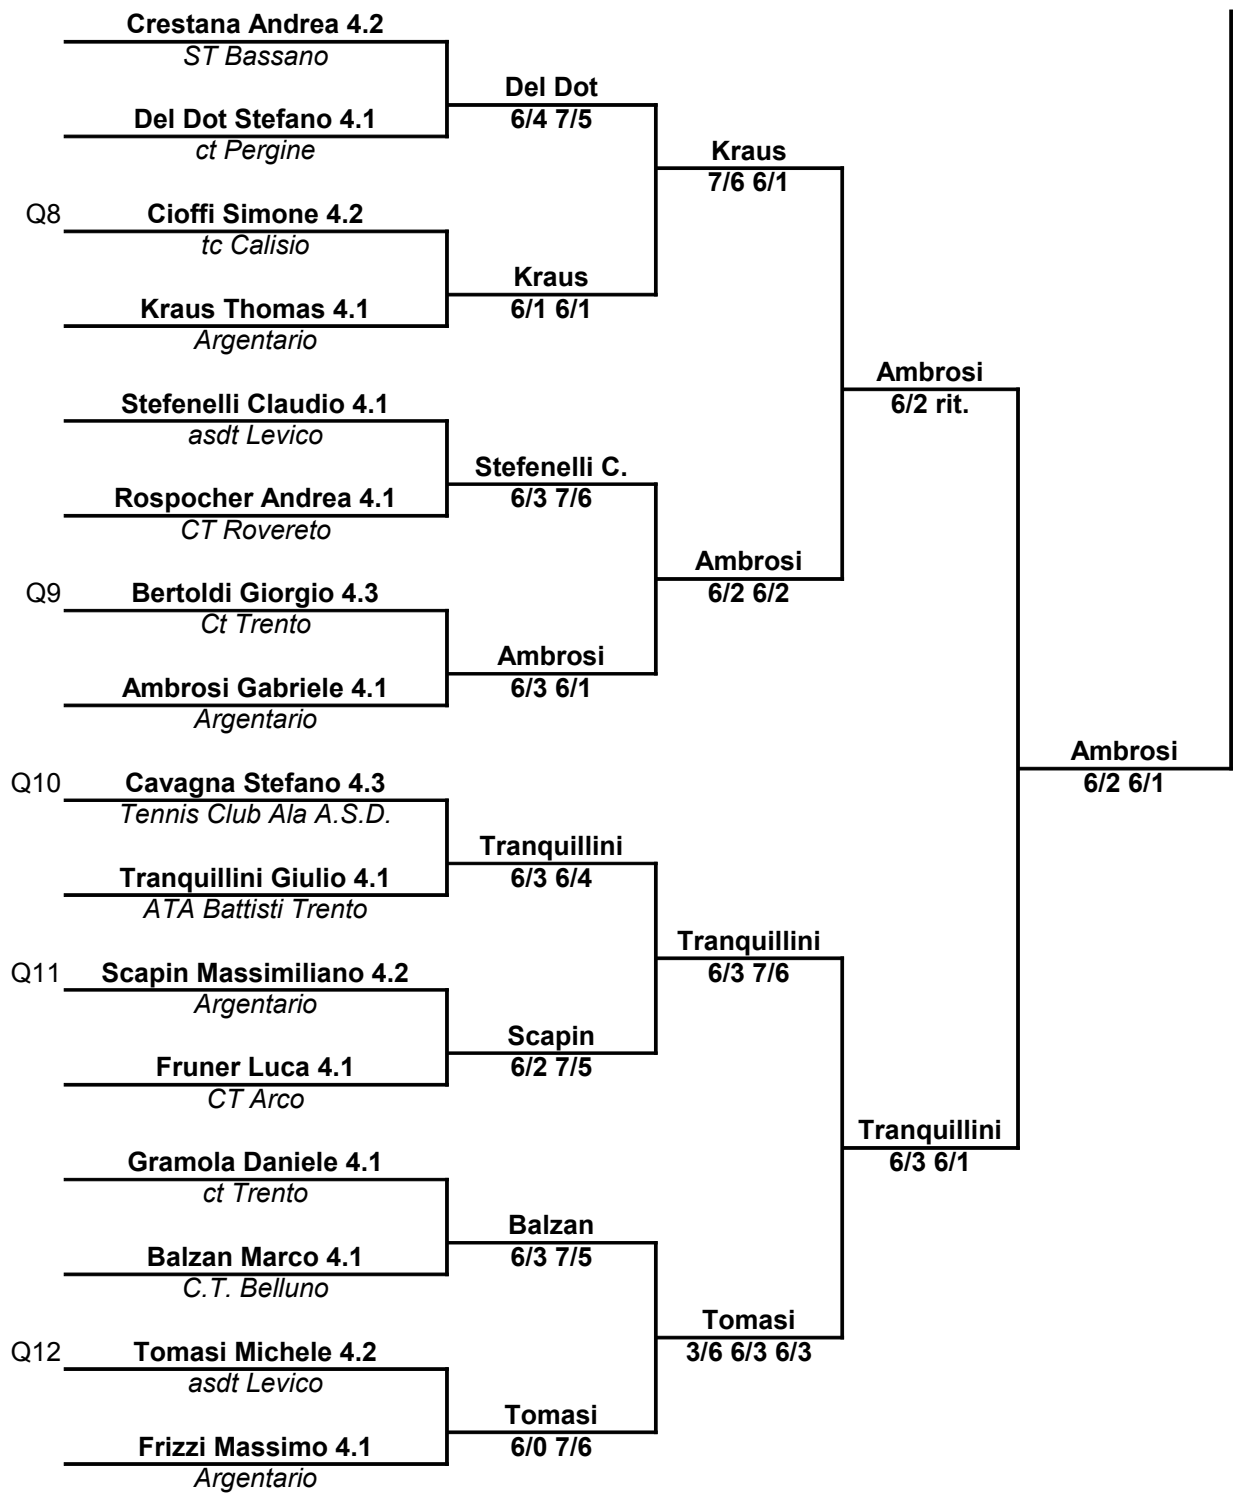 Crestana Andrea 4.2
ST Bassano
Del Dot
6/4 7/5
Del Dot Stefano 4.1
ct Pergine
Kraus
7/6 6/1
Q8
Cioffi Simone 4.2
tc Calisio
Kraus
6/1 6/1
Kraus Thomas 4.1
Argentario
Ambrosi
6/2 rit.
Stefenelli Claudio 4.1
asdt Levico
Stefenelli C.
6/3 7/6
Rospocher Andrea 4.1
CT Rovereto
Ambrosi
6/2 6/2
Q9
Bertoldi Giorgio 4.3
Ct Trento
Ambrosi
6/3 6/1
Ambrosi Gabriele 4.1
Argentario
Ambrosi
6/2 6/1
Q10
Cavagna Stefano 4.3
Tennis Club Ala A.S.D.
Tranquillini
6/3 6/4
Tranquillini Giulio 4.1
ATA Battisti Trento
Tranquillini
6/3 7/6
Q11
Scapin Massimiliano 4.2
Argentario
Scapin
6/2 7/5
Fruner Luca 4.1
CT Arco
Tranquillini
6/3 6/1
Gramola Daniele 4.1
ct Trento
Balzan
6/3 7/5
Balzan Marco 4.1
C.T. Belluno
Tomasi
3/6 6/3 6/3
Q12
Tomasi Michele 4.2
asdt Levico
Tomasi
6/0 7/6
Frizzi Massimo 4.1
Argentario